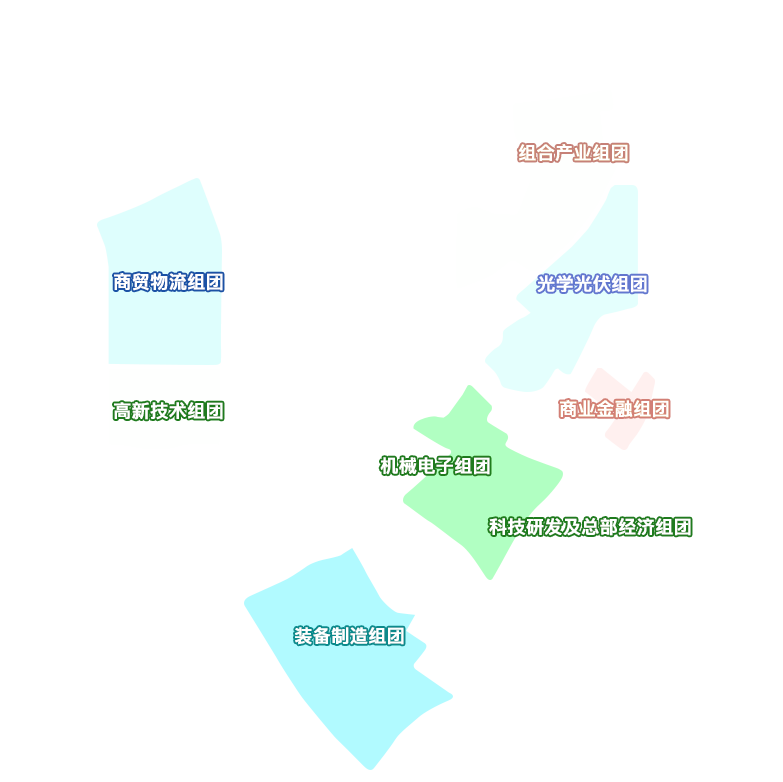 组合产业组团
商贸物流组团
光学光伏组团
高新技术组团
商业金融组团
机械电子组团
科技研发及总部经济组团
装备制造组团